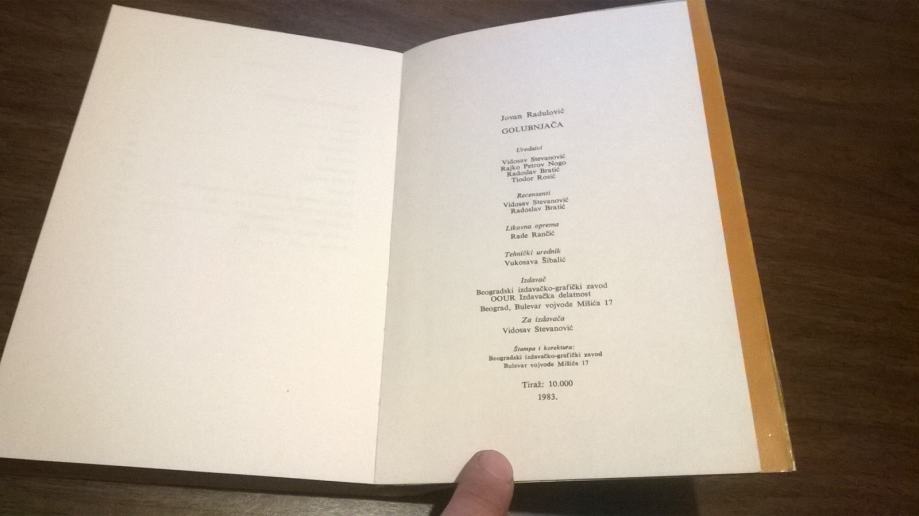 Jovan Radulović
GOLUBNJAČA
Urednici
Vidosav Stevanović
Rajko Petrov Nogo
Radoslav Bratić
Tiodor Rosić
Recenzenti
Vidosav Stevanović
Radoslav Bratić
Likovna oprema
Rade Rančić
Tehnički urednik
Vukosava Šibalić
Izdavač
Beogradski izdavačko-grafički zavod
OOUR Izdavačka delatnost
Beograd, Bulevar vojvode Mišića 17
Za izdavača
Vidosav Stevanović
Štampa i korektura:
Beogradski izdavačko-grafički zavod
Bulevar vojvode Mišića 17
Tiraž: 10.000
1983.